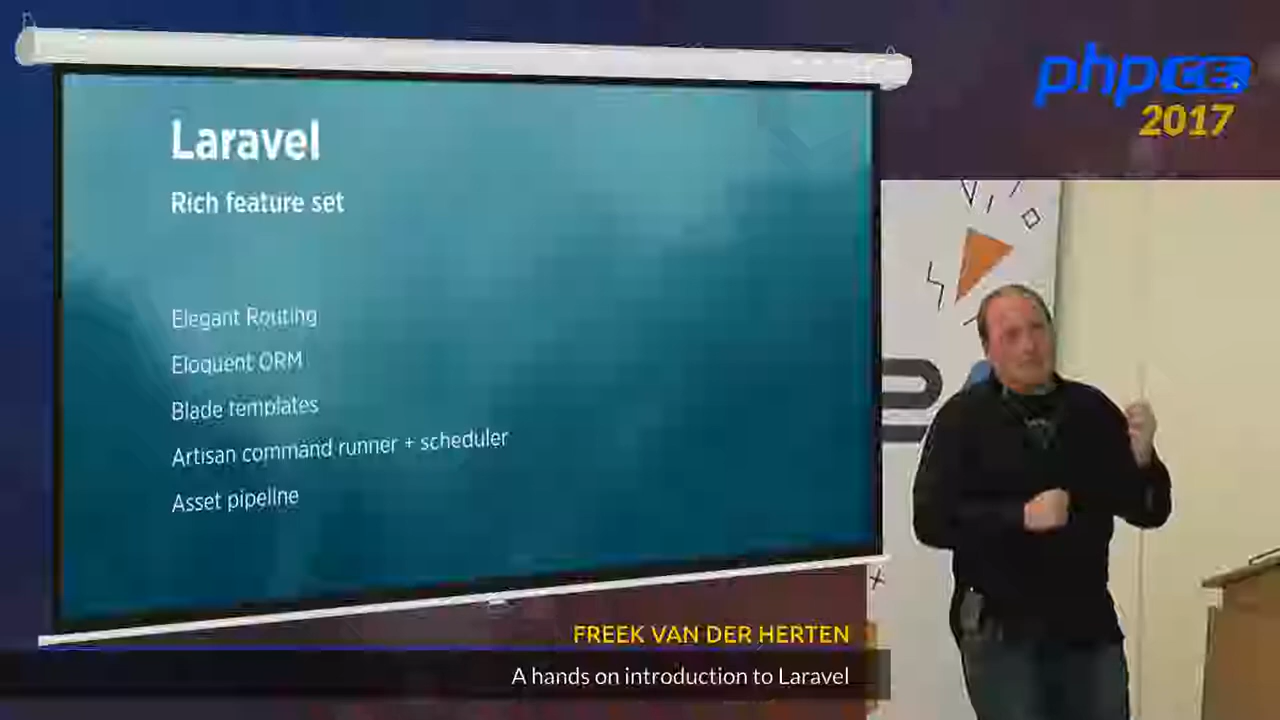 Laravel
Rich feature set
Elegant Routing
Eloquent ORM
Blade templates
Artisan command runner + scheduler
Asset pipeline
phpCE.
2017
FREEK VAN DER HERTEN
A hands on introduction to Laravel